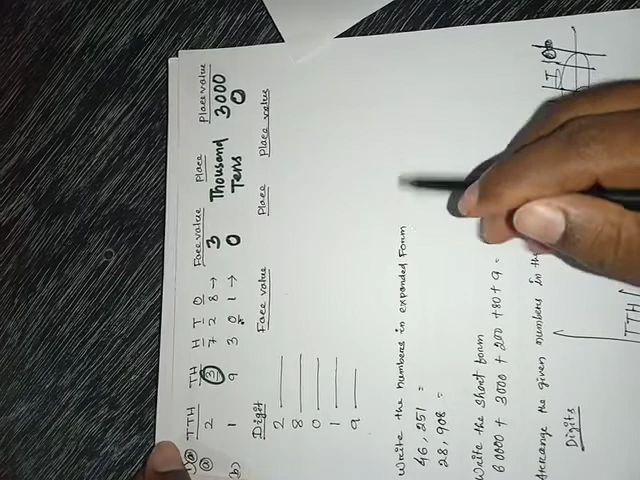 1) a TTH TH H T O Face value Place Place value
a 2 3 7 2 8 → 3 Thousand 3000
(b) 1 9 3 0 1 → 0 Tens 0
Digit Face value Place Place value
2
8
0
1
9
Write the numbers in expanded Form
46,251 =
28,908 =
Write the short form
60000 + 3000 + 200 + 80 + 9 =
Arrange the given numbers in the
Digits
TTH